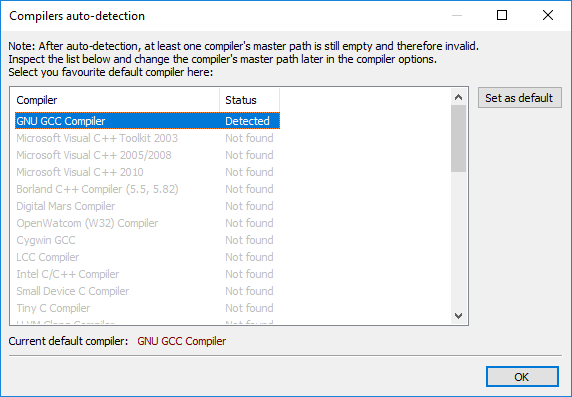 Compilers auto-detection
Note: After auto-detection, at least one compiler's master path is still empty and therefore invalid.
Inspect the list below and change the compiler's master path later in the compiler options.
Select you favourite default compiler here:
Compiler Status
Set as default
GNU GCC Compiler Detected
Microsoft Visual C++ Toolkit 2003 Not found
Microsoft Visual C++ 2005/2008 Not found
Microsoft Visual C++ 2010 Not found
Borland C++ Compiler (5.5, 5.82) Not found
Digital Mars Compiler Not found
OpenWatcom (W32) Compiler Not found
Cygwin GCC Not found
LCC Compiler Not found
Intel C/C++ Compiler Not found
Small Device C Compiler Not found
Tiny C Compiler Not found
LLVM Clang Compiler Not found
Current default compiler: GNU GCC Compiler
OK